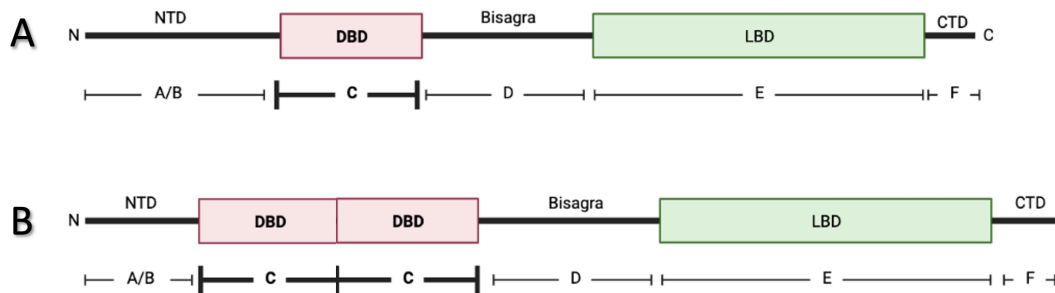 A
N NTD DBD Bisagra LBD CTD C
A/B C D E F
B
N NTD DBD DBD Bisagra LBD CTD
A/B C C D E F